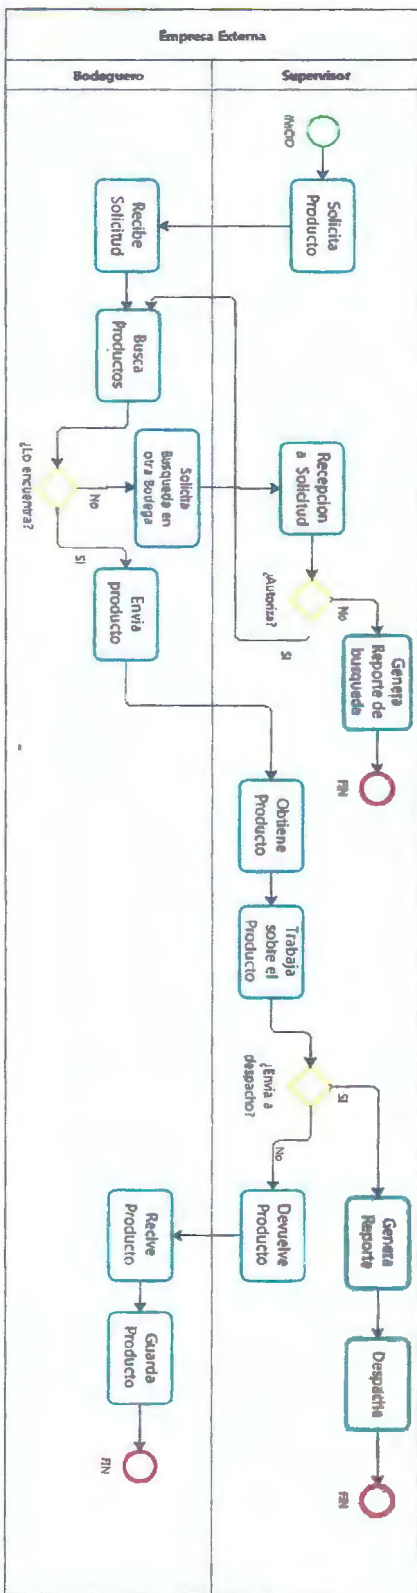 Empresa Externa
Supervisor
Bodeguero
INICIO
Solicita
Producto
Recibe
Solicitud
Busca
Productos
¿Lo encuentra?
No
SI
Solicita
Busqueda en
otra Bodega
Recepcion
a Solicitud
¿Autoriza?
No
SI
Genera
Reporte de
busqueda
FIN
Envia
producto
Obtiene
Producto
Trabaja
sobre el
Producto
¿Envia a
despacho?
SI
No
Genera
Reporte
Despacha
FIN
Devuelve
Producto
Recive
Producto
Guarda
Producto
FIN